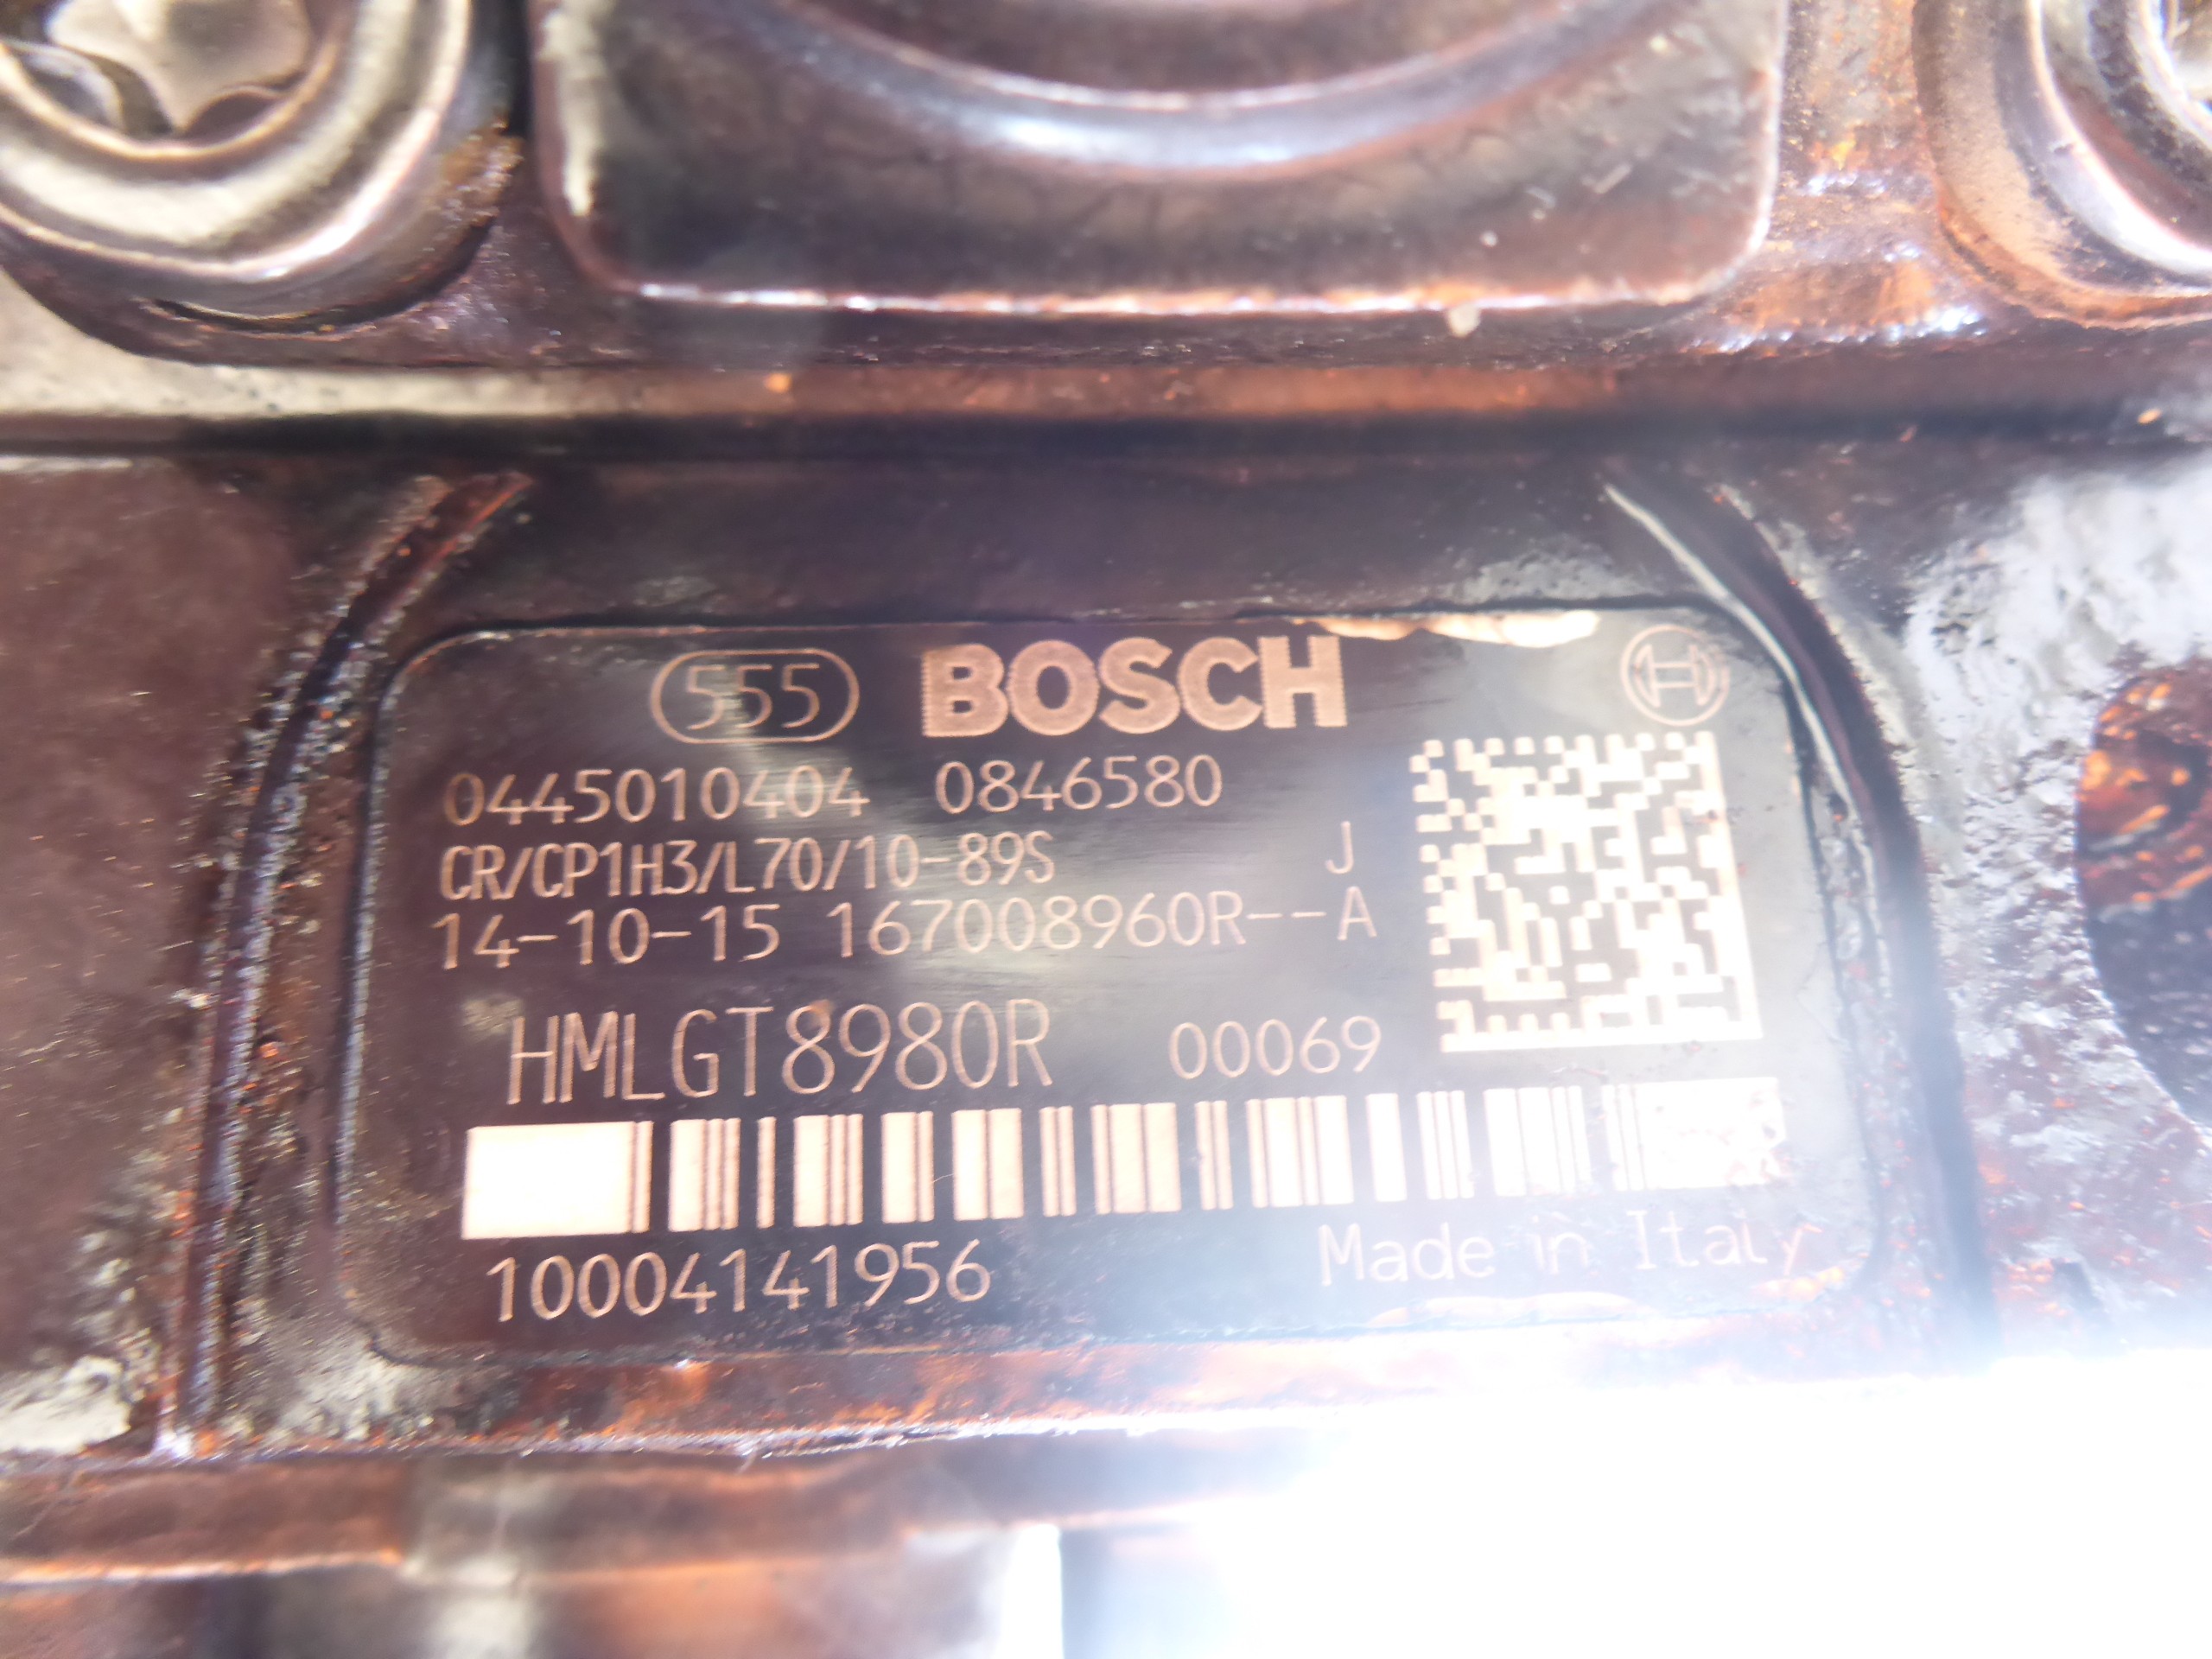 555 BOSCH
0445010404 0846580
CR/CP1H3/L70/10-89S J
14-10-15 167008960R--A
HMLGT8980R 00069
10004141956 Made in Italy